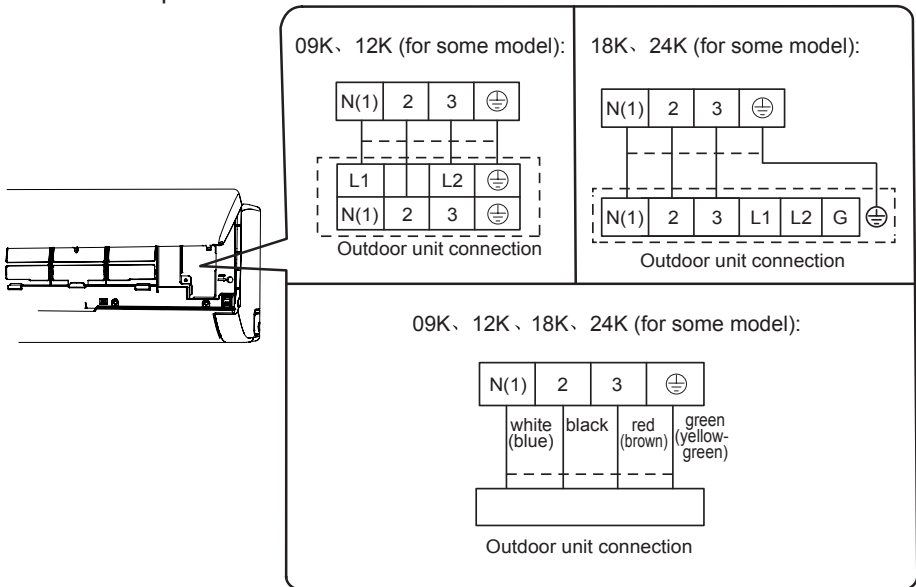 09K、12K (for some model):
N(1) 2 3
L1 L2
N(1) 2 3
Outdoor unit connection
18K、24K (for some model):
N(1) 2 3
N(1) 2 3 L1 L2 G
Outdoor unit connection
09K、12K 、18K、24K (for some model):
N(1) 2 3
white
(blue)
black
red
(brown)
green
(yellow-
green)
Outdoor unit connection